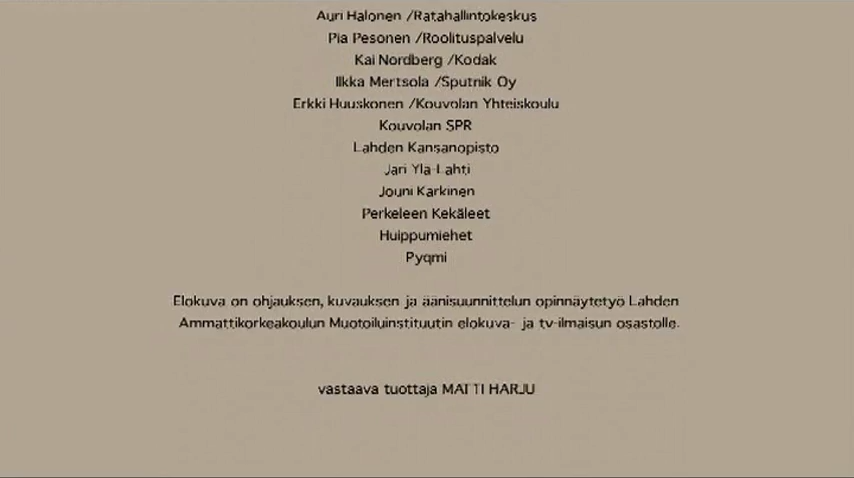 Auri Halonen /Ratahallintokeskus
Pia Pesonen /Roolituspalvelu
Kai Nordberg /Kodak
Ilkka Mertsola /Sputnik Oy
Erkki Huuskonen /Kouvolan Yhteiskoulu
Kouvolan SPR
Lahden Kansanopisto
Jari Ylä-Lahti
Jouni Karkinen
Perkeleen Kekäleet
Huippumiehet
Pyqmi
Elokuva on ohjauksen, kuvauksen ja äänisuunnittelun opinnäytetyö Lahden
Ammattikorkeakoulun Muotoiluinstituutin elokuva- ja tv-ilmaisun osastolle.
vastaava tuottaja MATTI HARJU